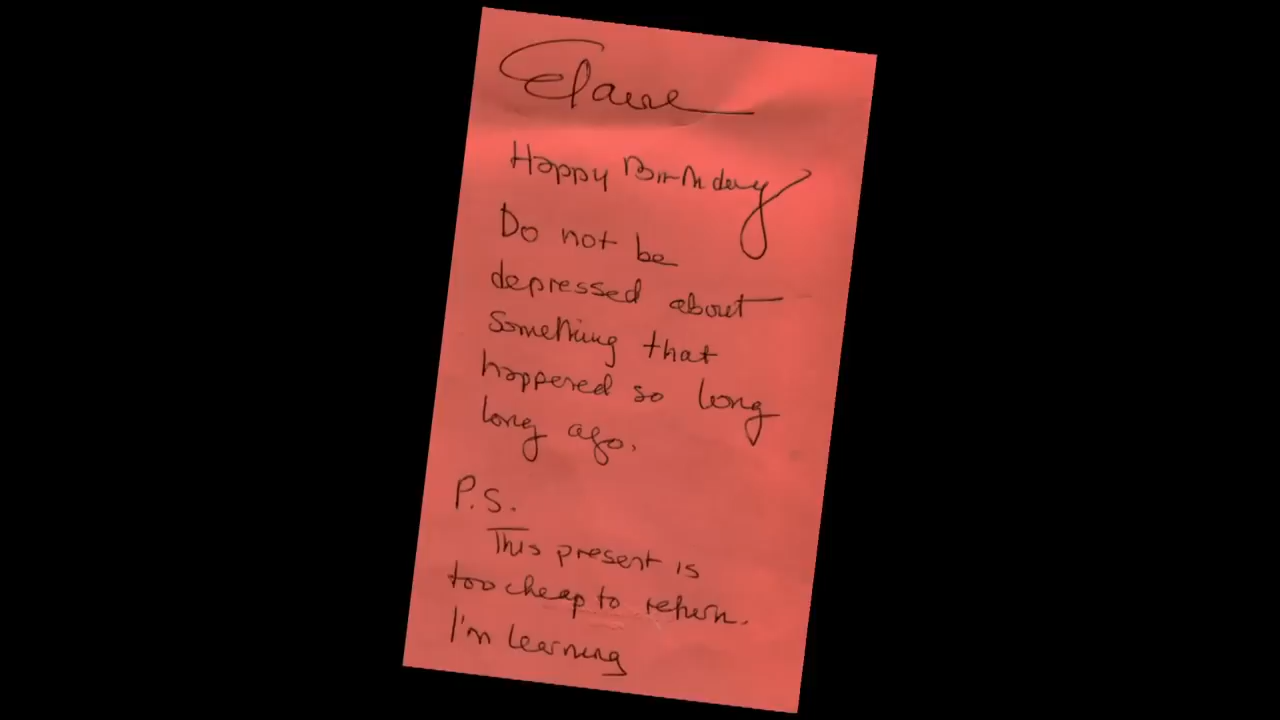 Elaine
Happy Birthday
Do not be
depressed about
something that
happened so long
long ago.
P.S.
This present is
too cheap to return.
I'm learning